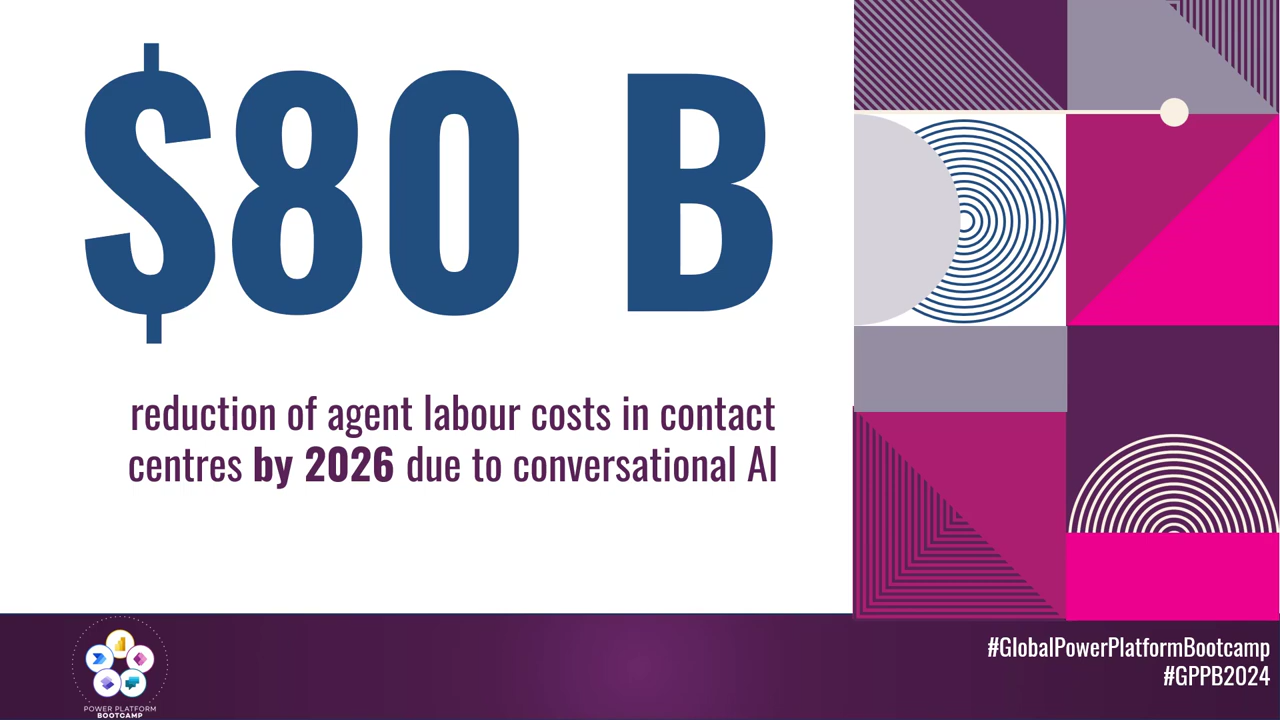 $80 B
reduction of agent labour costs in contact
centres by 2026 due to conversational AI
POWER PLATFORM
BOOTCAMP
#GlobalPowerPlatformBootcamp
#GPPB2024